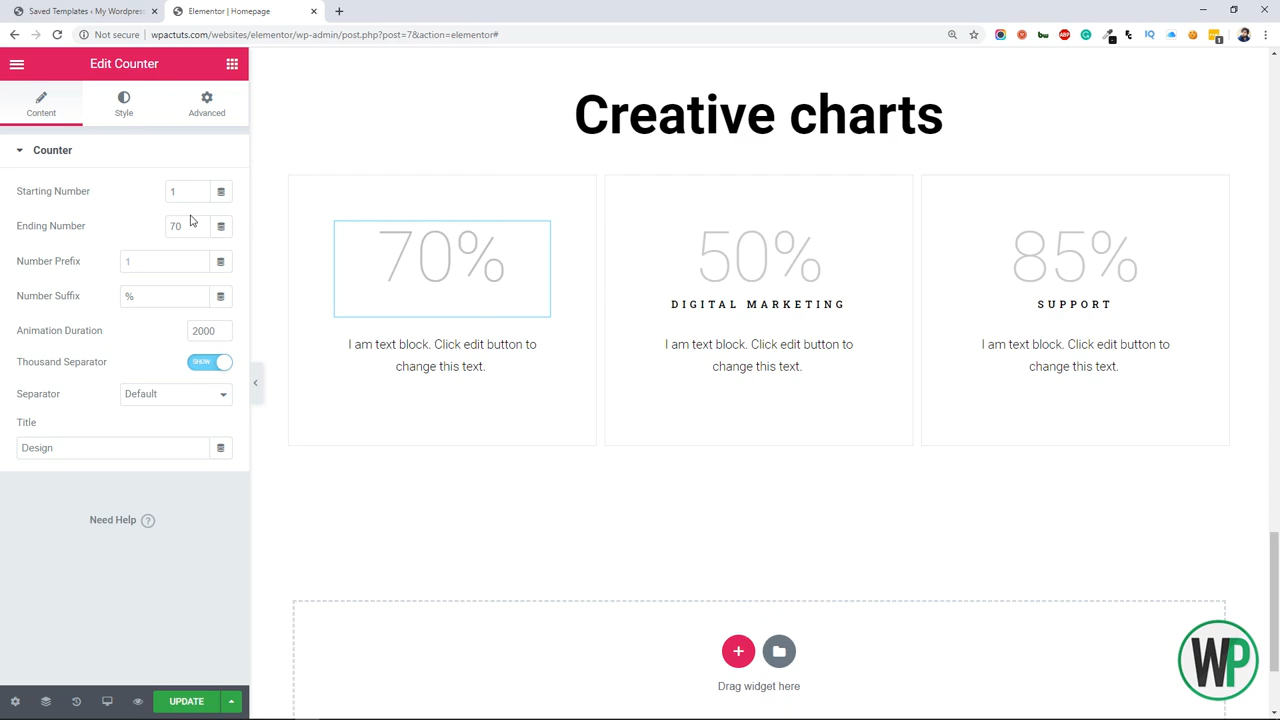 Saved Templates ‹ My Wordpress
Elementor | Homepage
Not secure | wpactuts.com/websites/elementor/wp-admin/post.php?post=7&action=elementor#
Edit Counter
Content
Style
Advanced
Counter
Starting Number
1
Ending Number
70
Number Prefix
1
Number Suffix
%
Animation Duration
2000
Thousand Separator
SHOW
Separator
Default
Title
Design
Need Help ?
UPDATE
Creative charts
70%
I am text block. Click edit button to
change this text.
50%
DIGITAL MARKETING
I am text block. Click edit button to
change this text.
85%
SUPPORT
I am text block. Click edit button to
change this text.
Drag widget here
WP